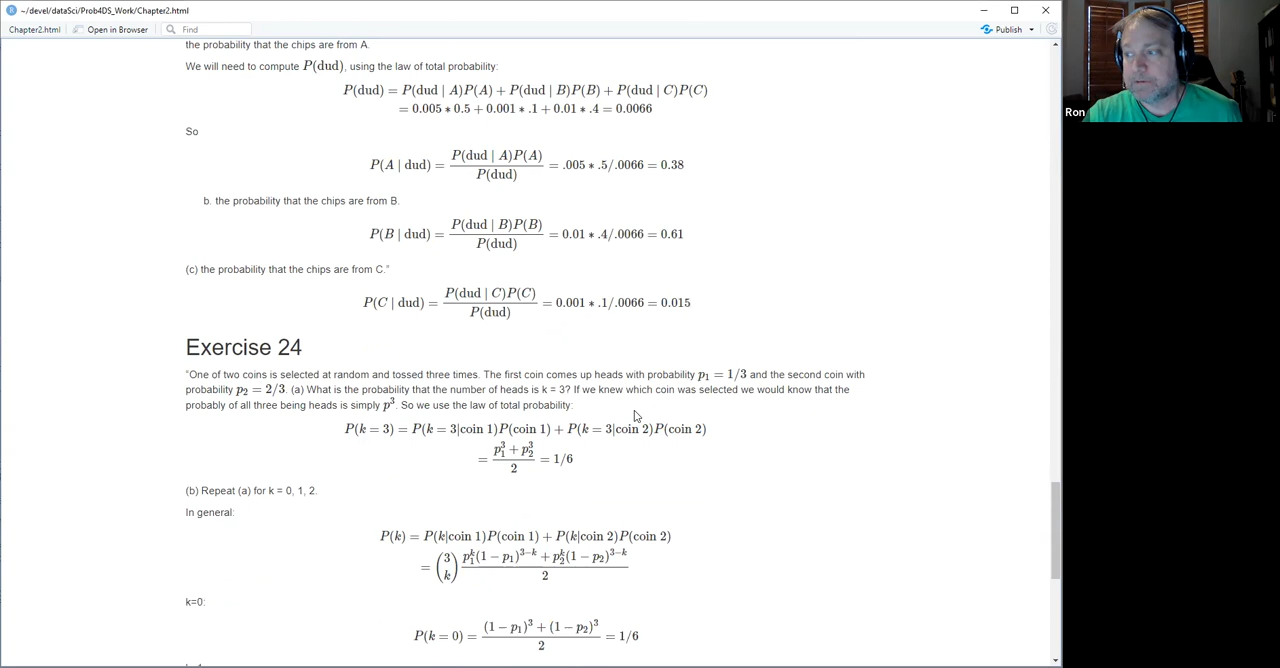 ~/devel/dataSci/Prob4DS_Work/Chapter2.html
Chapter2.html Open in Browser Find Publish
the probability that the chips are from A.
We will need to compute P(dud), using the law of total probability:
P(dud) = P(dud | A)P(A) + P(dud | B)P(B) + P(dud | C)P(C)
= 0.005 * 0.5 + 0.001 * .1 + 0.01 * .4 = 0.0066
So
P(A | dud) = P(dud | A)P(A) / P(dud) = .005 * .5/.0066 = 0.38
b. the probability that the chips are from B.
P(B | dud) = P(dud | B)P(B) / P(dud) = 0.01 * .4/.0066 = 0.61
(c) the probability that the chips are from C.”
P(C | dud) = P(dud | C)P(C) / P(dud) = 0.001 * .1/.0066 = 0.015
Exercise 24
“One of two coins is selected at random and tossed three times. The first coin comes up heads with probability p₁ = 1/3 and the second coin with
probability p₂ = 2/3. (a) What is the probability that the number of heads is k = 3? If we knew which coin was selected we would know that the
probably of all three being heads is simply p³. So we use the law of total probability:
P(k = 3) = P(k = 3|coin 1)P(coin 1) + P(k = 3|coin 2)P(coin 2)
= (p₁³ + p₂³) / 2 = 1/6
(b) Repeat (a) for k = 0, 1, 2.
In general:
P(k) = P(k|coin 1)P(coin 1) + P(k|coin 2)P(coin 2)
= (3 k) (p₁ᵏ(1 − p₁)³⁻ᵏ + p₂ᵏ(1 − p₂)³⁻ᵏ) / 2
k=0:
P(k = 0) = ((1 − p₁)³ + (1 − p₂)³) / 2 = 1/6
Ron